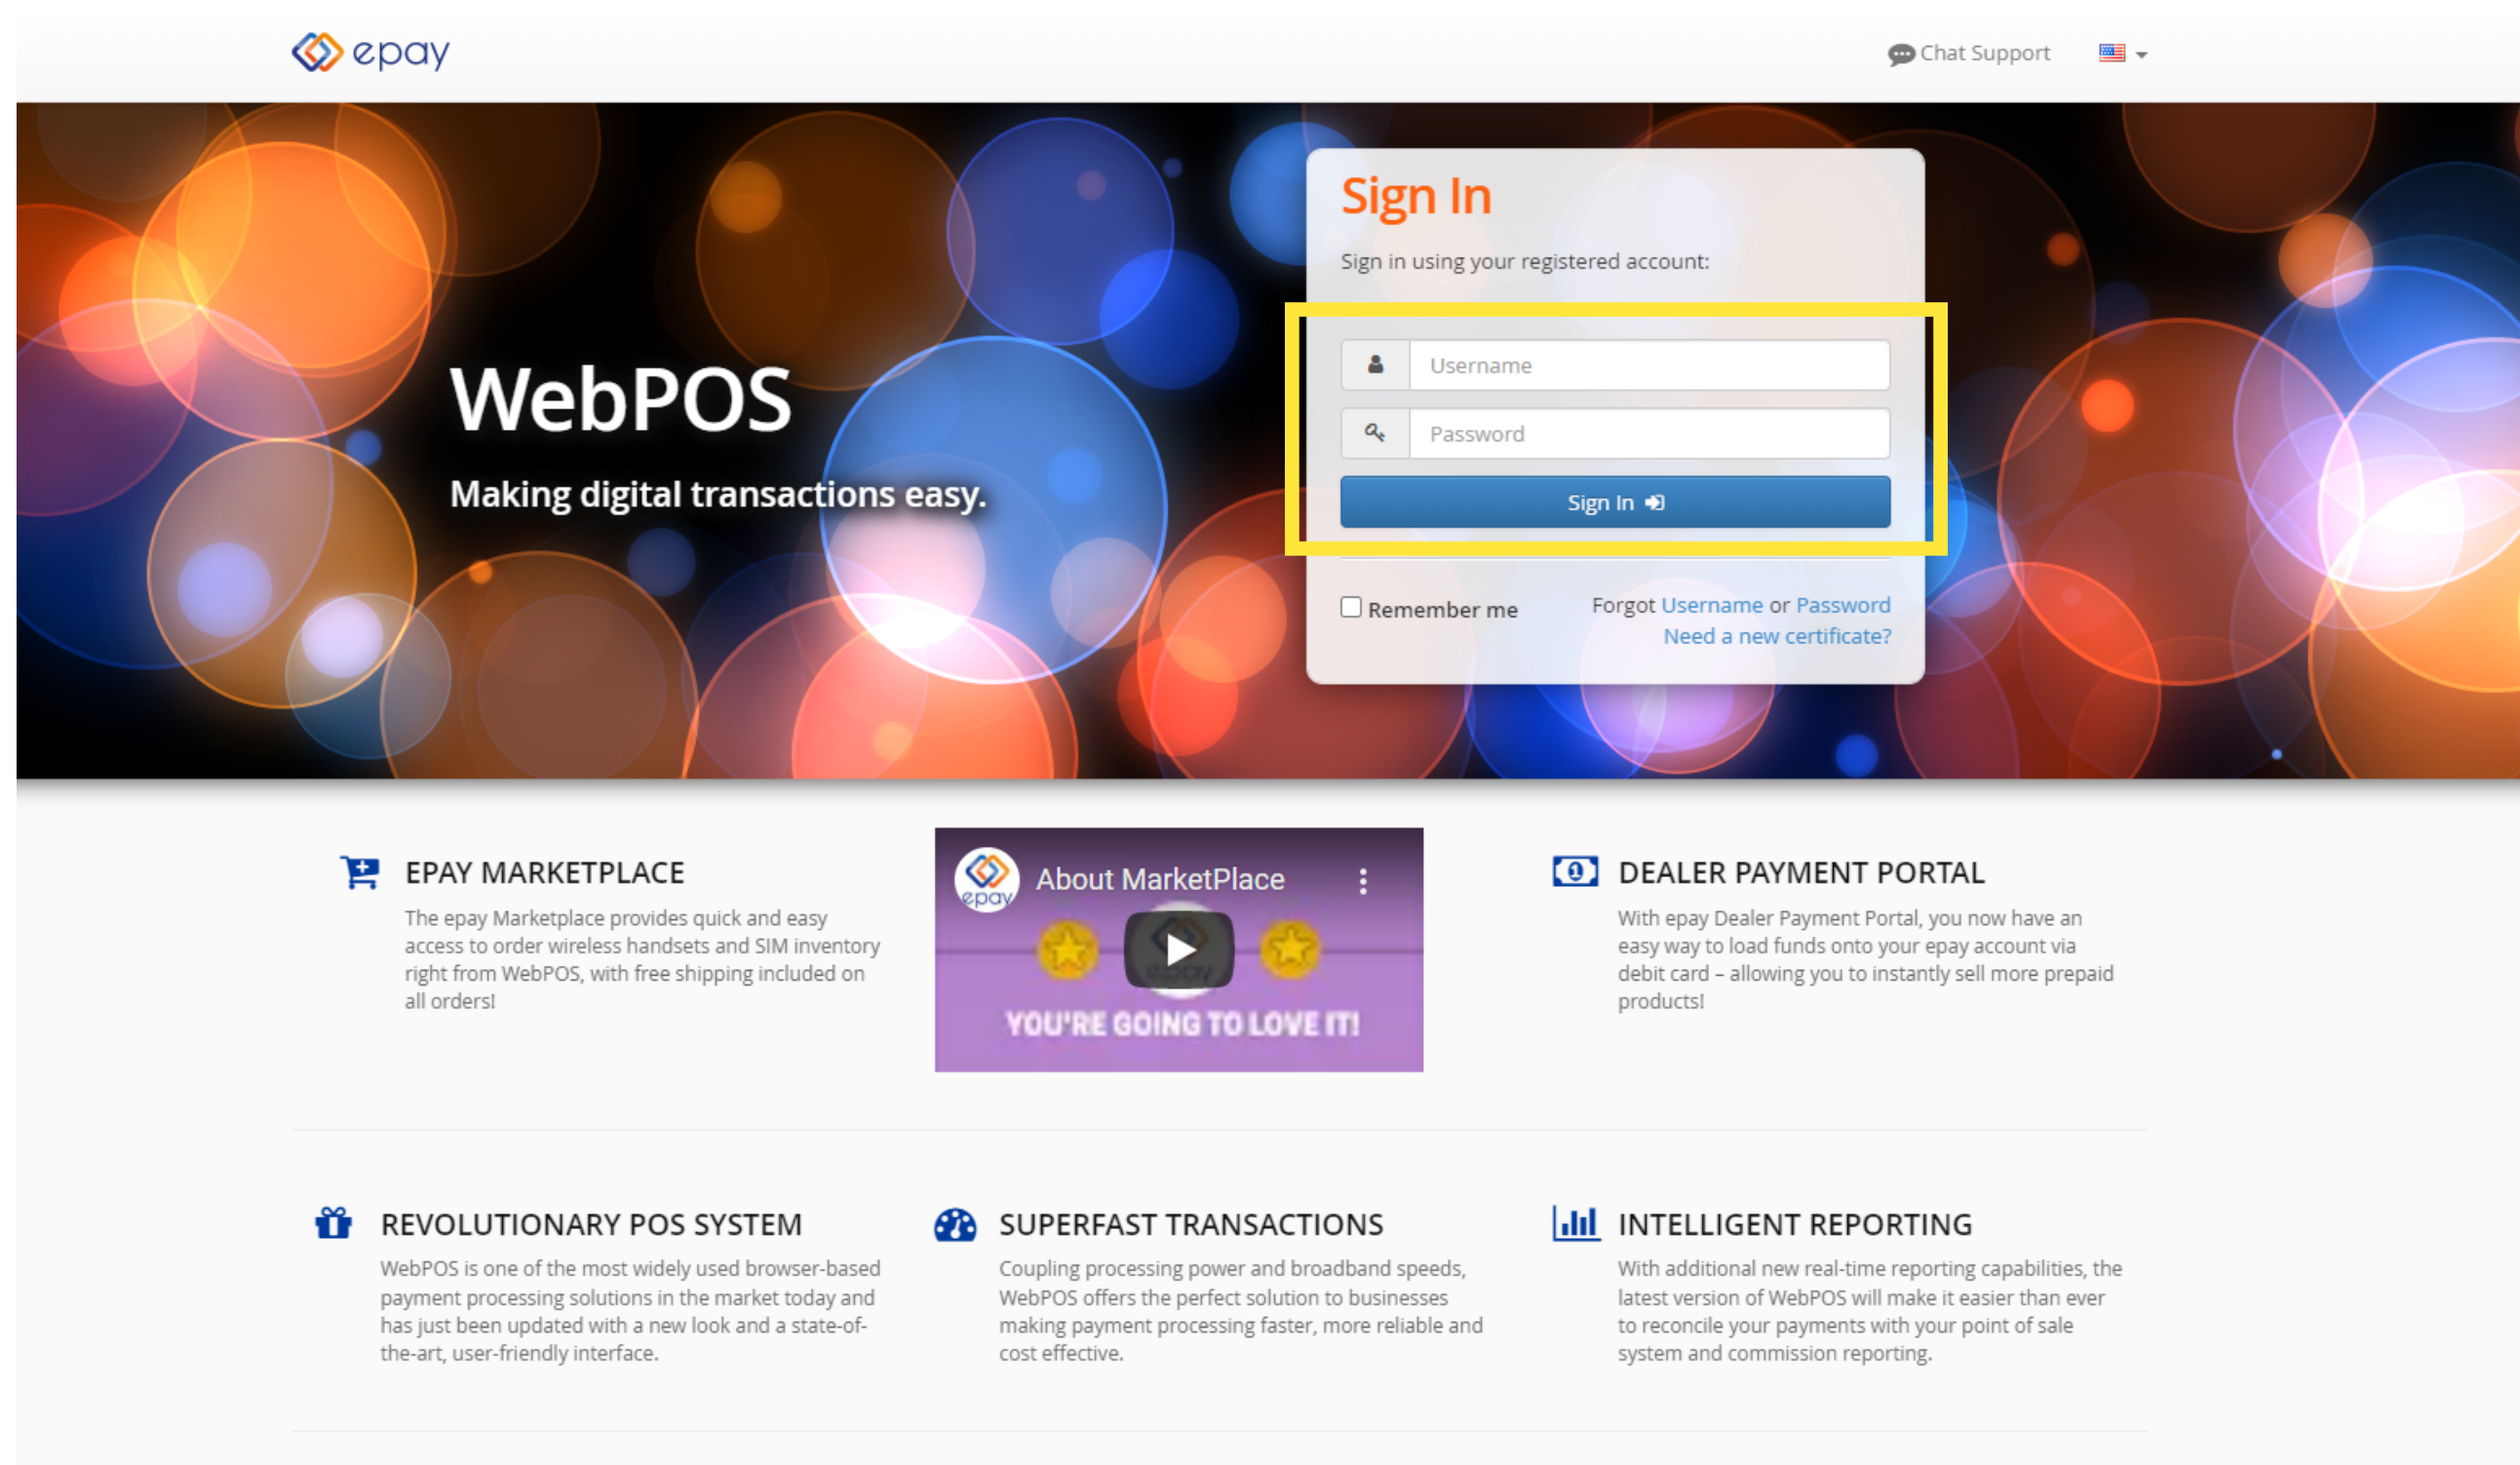 epay
Chat Support
Sign In
Sign in using your registered account:
Username
Password
Sign In
Remember me
Forgot Username or Password
Need a new certificate?
WebPOS
Making digital transactions easy.
EPAY MARKETPLACE
The epay Marketplace provides quick and easy
access to order wireless handsets and SIM inventory
right from WebPOS, with free shipping included on
all orders!
epay
About MarketPlace
YOU'RE GOING TO LOVE IT!
DEALER PAYMENT PORTAL
With epay Dealer Payment Portal, you now have an
easy way to load funds onto your epay account via
debit card – allowing you to instantly sell more prepaid
products!
REVOLUTIONARY POS SYSTEM
WebPOS is one of the most widely used browser-based
payment processing solutions in the market today and
has just been updated with a new look and a state-of-
the-art, user-friendly interface.
SUPERFAST TRANSACTIONS
Coupling processing power and broadband speeds,
WebPOS offers the perfect solution to businesses
making payment processing faster, more reliable and
cost effective.
INTELLIGENT REPORTING
With additional new real-time reporting capabilities, the
latest version of WebPOS will make it easier than ever
to reconcile your payments with your point of sale
system and commission reporting.